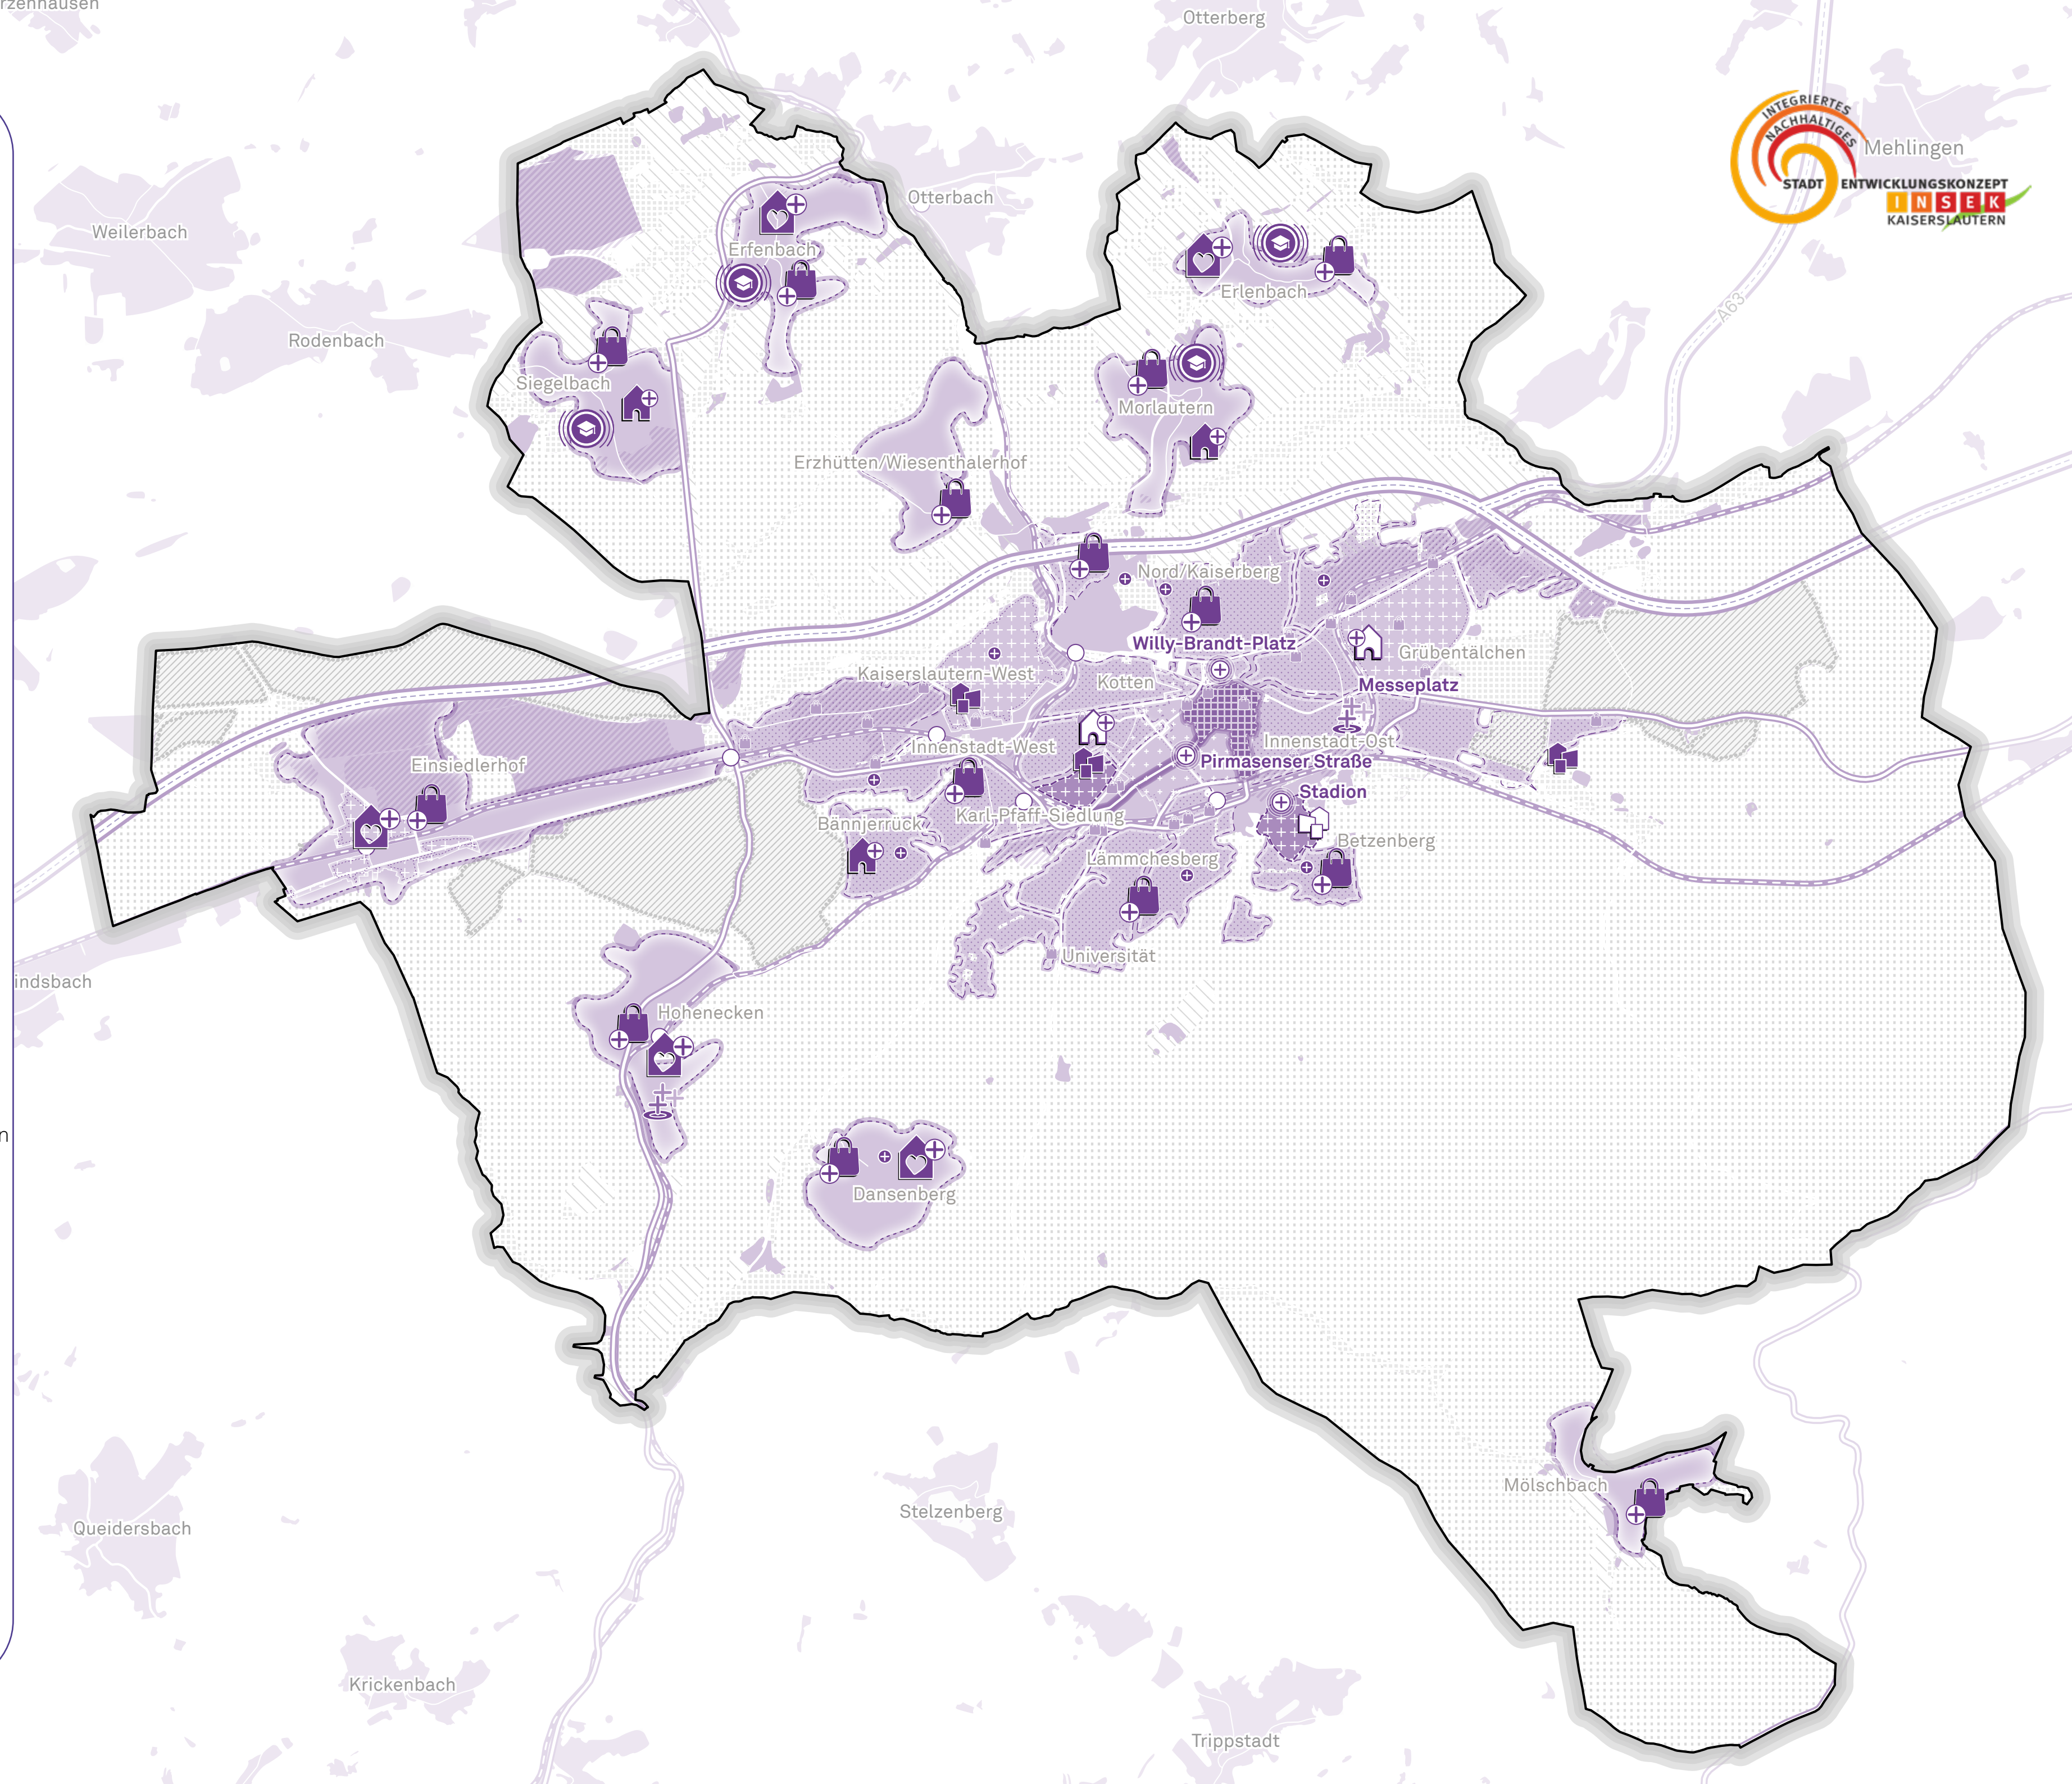 rzenhausen
Otterberg
INTEGRIERTES
NACHHALTIGES
STADT ENTWICKLUNGSKONZEPT
INSEK
KAISERSLAUTERN
Mehlingen
Otterbach
Weilerbach
Erfenbach
Erlenbach
A63
Rodenbach
Siegelbach
Morlautern
Erzhütten/Wiesenthalerhof
Nord/Kaiserberg
Willy-Brandt-Platz
Grübentälchen
Kaiserslautern-West
Kotten
Messeplatz
Innenstadt-West
Innenstadt-Ost
Pirmasenser Straße
Einsiedlerhof
Stadion
Karl-Pfaff-Siedlung
Bännjerrück
Betzenberg
Lämmchesberg
Universität
indsbach
Hohenecken
n
Dansenberg
Mölschbach
Stelzenberg
Queidersbach
Krickenbach
Trippstadt